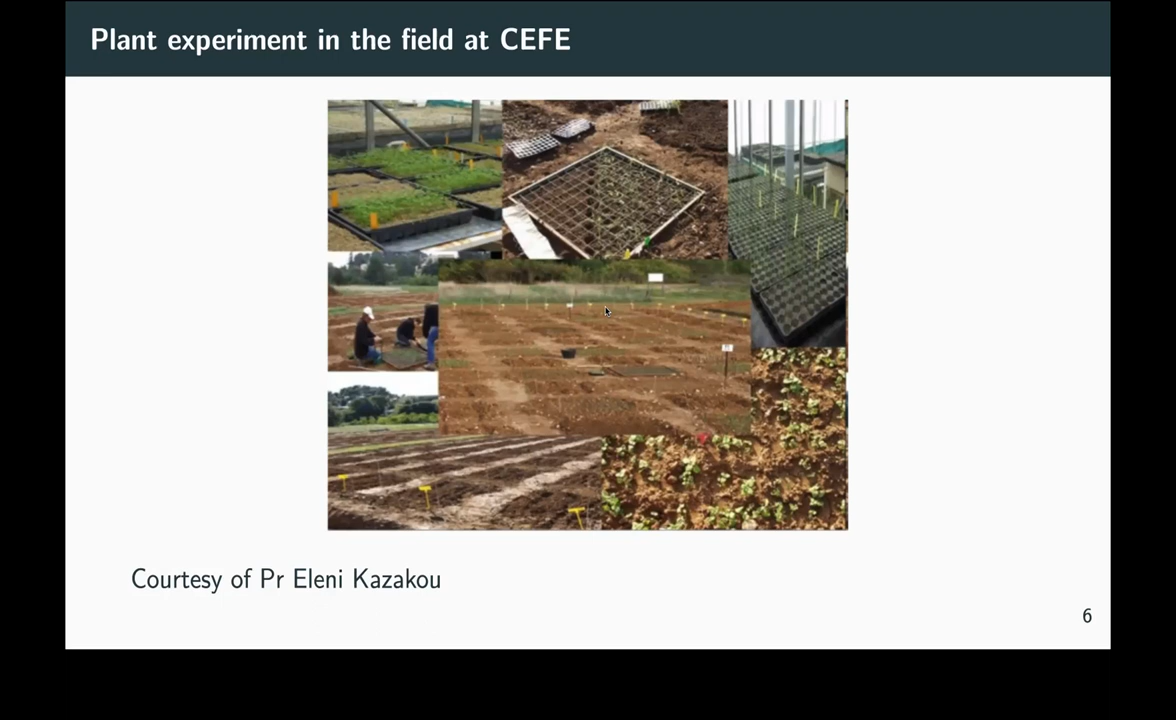 Plant experiment in the field at CEFE
Courtesy of Pr Eleni Kazakou
6